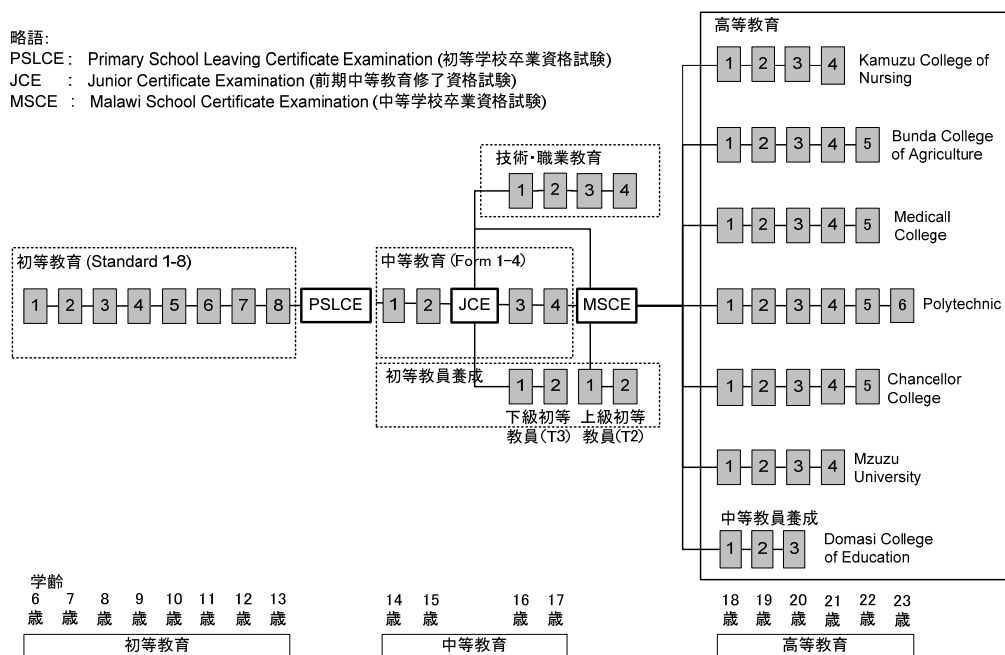 略語:
PSLCE : Primary School Leaving Certificate Examination (初等学校卒業資格試験)
JCE : Junior Certificate Examination (前期中等教育修了資格試験)
MSCE : Malawi School Certificate Examination (中等学校卒業資格試験)
高等教育
1 2 3 4 Kamuzu College of
Nursing
1 2 3 4 5 Bunda College
of Agriculture
技術・職業教育
1 2 3 4
1 2 3 4 5 Medicall
College
初等教育 (Standard 1-8)
1 2 3 4 5 6 7 8
PSLCE
中等教育 (Form 1-4)
1 2 JCE 3 4
MSCE
1 2 3 4 5 6 Polytechnic
初等教員養成
1 2 1 2
下級初等
教員(T3)
上級初等
教員(T2)
1 2 3 4 5 Chancellor
College
1 2 3 4 Mzuzu
University
中等教員養成
1 2 3 Domasi College
of Education
学齢
6 7 8 9 10 11 12 13 14 15 16 17 18 19 20 21 22 23
歳 歳 歳 歳 歳 歳 歳 歳 歳 歳 歳 歳 歳 歳 歳 歳 歳 歳
初等教育 中等教育 高等教育